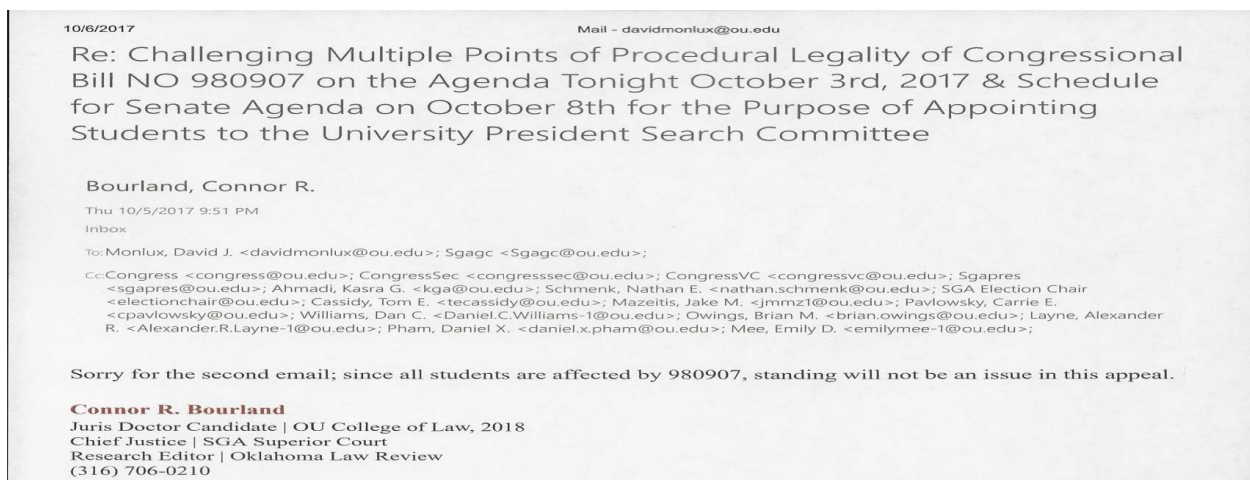 10/6/2017
Mail - davidmonlux@ou.edu
Re: Challenging Multiple Points of Procedural Legality of Congressional
Bill NO 980907 on the Agenda Tonight October 3rd, 2017 & Schedule
for Senate Agenda on October 8th for the Purpose of Appointing
Students to the University President Search Committee
Bourland, Connor R.
Thu 10/5/2017 9:51 PM
Inbox
To: Monlux, David J. <davidmonlux@ou.edu>; Sgagc <Sgagc@ou.edu>;
Cc: Congress <congress@ou.edu>; CongressSec <congresssec@ou.edu>; CongressVC <congressvc@ou.edu>; Sgapres
<sgapres@ou.edu>; Ahmadi, Kasra G. <kga@ou.edu>; Schmenk, Nathan E. <nathan.schmenk@ou.edu>; SGA Election Chair
<electionchair@ou.edu>; Cassidy, Tom E. <tecassidy@ou.edu>; Mazeitis, Jake M. <jmmz1@ou.edu>; Pavlowsky, Carrie E.
<cpavlowsky@ou.edu>; Williams, Dan C. <Daniel.C.Williams-1@ou.edu>; Owings, Brian M. <brian.owings@ou.edu>; Layne, Alexander
R. <Alexander.R.Layne-1@ou.edu>; Pham, Daniel X. <daniel.x.pham@ou.edu>; Mee, Emily D. <emilymee-1@ou.edu>;
Sorry for the second email; since all students are affected by 980907, standing will not be an issue in this appeal.
Connor R. Bourland
Juris Doctor Candidate | OU College of Law, 2018
Chief Justice | SGA Superior Court
Research Editor | Oklahoma Law Review
(316) 706-0210